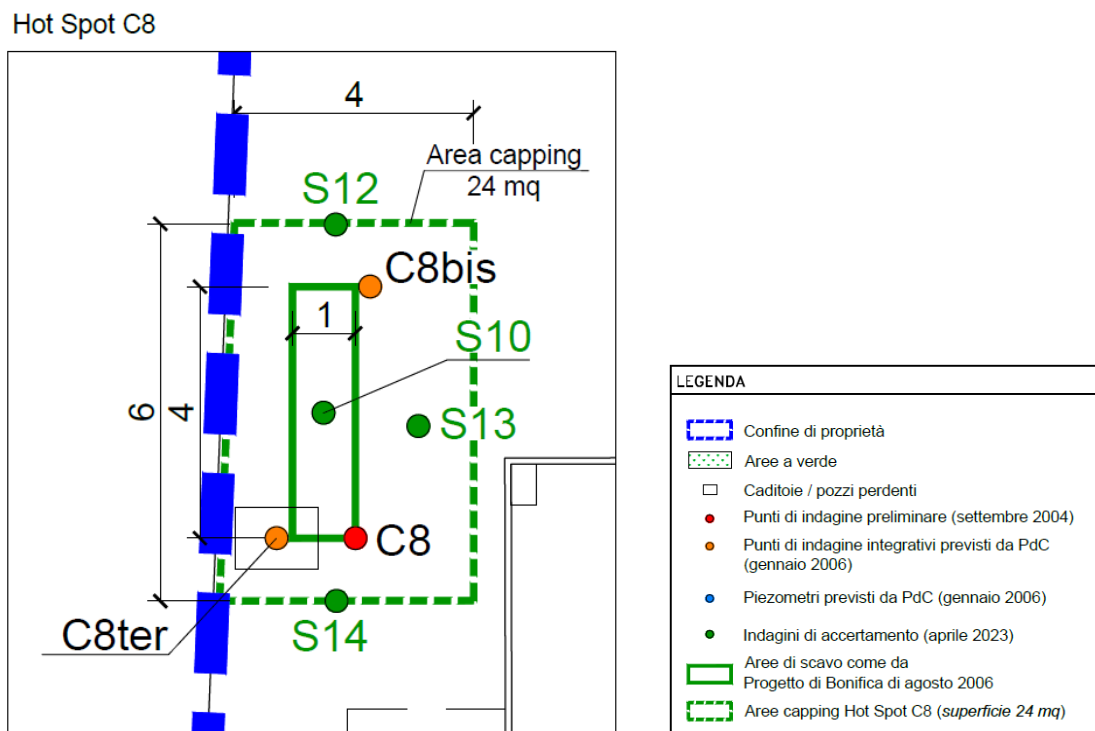 Hot Spot C8
4
Area capping
24 mq
S12
C8bis
1
S10
6
4
S13
C8
C8ter
S14
LEGENDA
Confine di proprietà
Aree a verde
Caditoie / pozzi perdenti
Punti di indagine preliminare (settembre 2004)
Punti di indagine integrativi previsti da PdC
(gennaio 2006)
Piezometri previsti da PdC (gennaio 2006)
Indagini di accertamento (aprile 2023)
Aree di scavo come da
Progetto di Bonifica di agosto 2006
Aree capping Hot Spot C8 (superficie 24 mq)